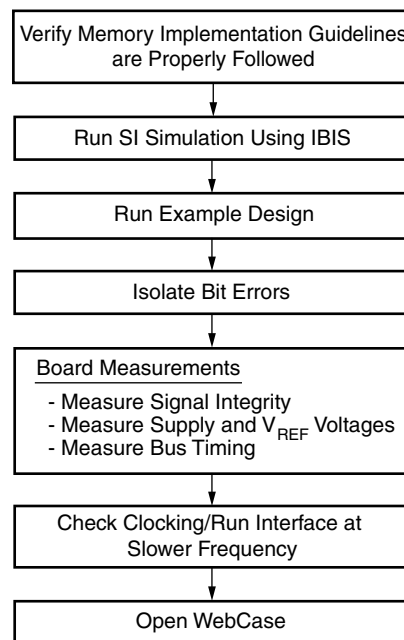 Verify Memory Implementation Guidelines
are Properly Followed
Run SI Simulation Using IBIS
Run Example Design
Isolate Bit Errors
Board Measurements
- Measure Signal Integrity
- Measure Supply and VREF Voltages
- Measure Bus Timing
Check Clocking/Run Interface at
Slower Frequency
Open WebCase